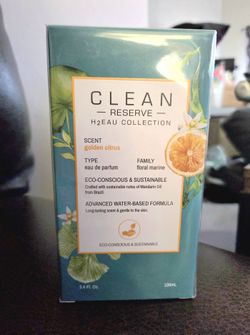 CLEAN
RESERVE
H2EAU COLLECTION
SCENT
golden citrus
TYPE
eau de parfum
FAMILY
floral marine
ECO-CONSCIOUS & SUSTAINABLE
Crafted with sustainable notes of Mandarin Oil
from Brazil
ADVANCED WATER-BASED FORMULA
Long-lasting scent & gentle to the skin.
ECO-CONSCIOUS & SUSTAINABLE
3.4 Fl. Oz.
100mL